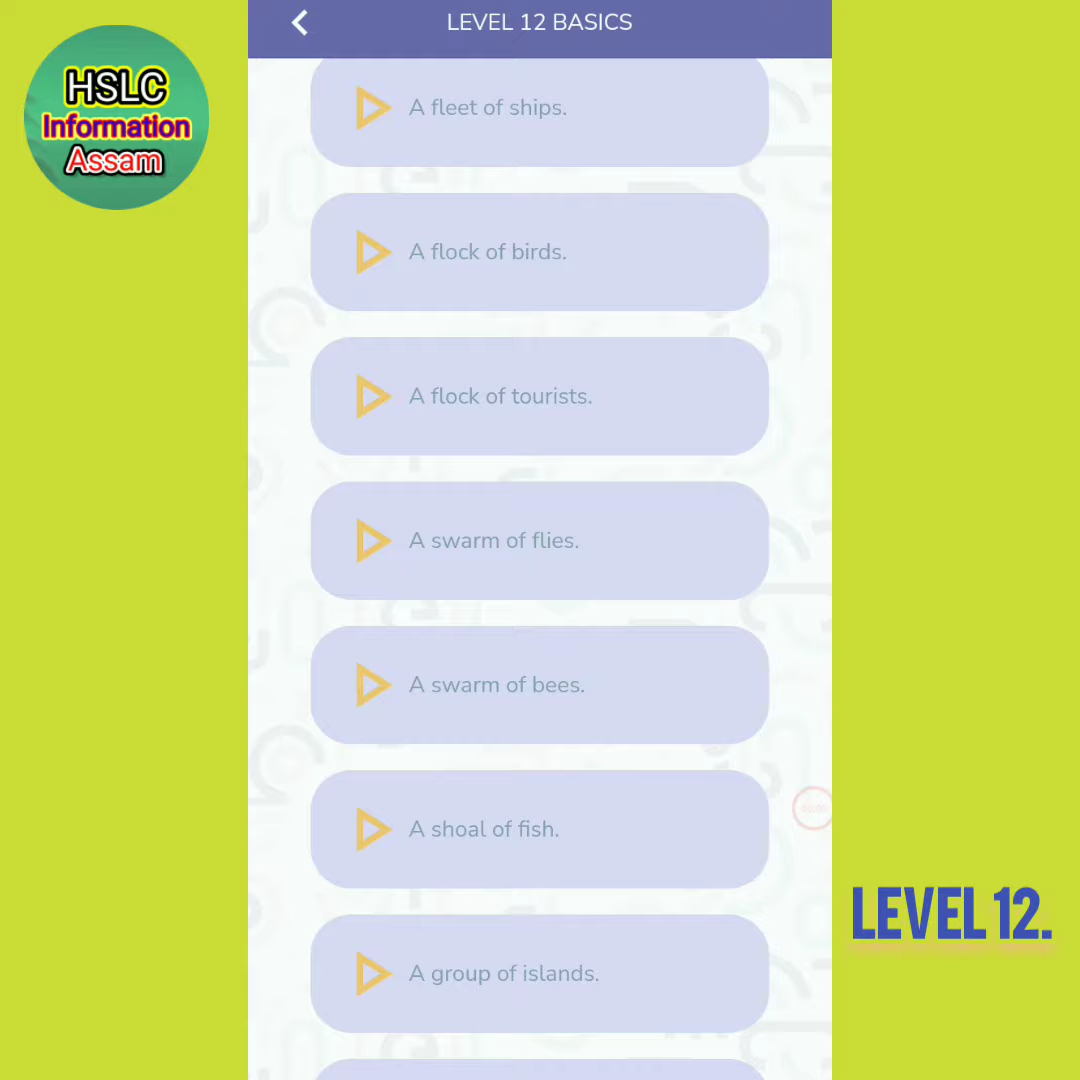 HSLC
Information
Assam
LEVEL 12 BASICS
A fleet of ships.
A flock of birds.
A flock of tourists.
A swarm of flies.
A swarm of bees.
A shoal of fish.
A group of islands.
LEVEL 12.